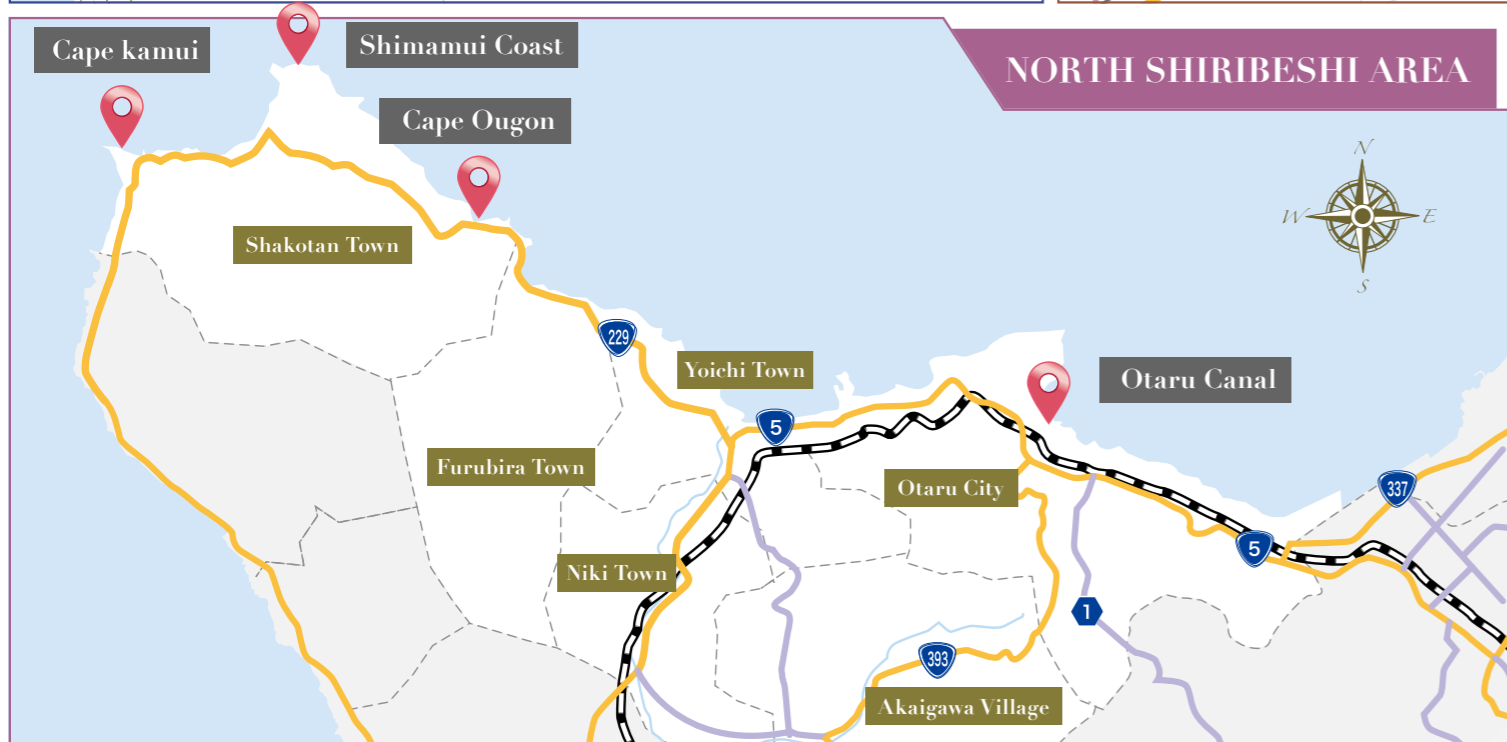 Cape kamui
Shimamui Coast
NORTH SHIRIBESHI AREA
Cape Ougon
N
W
E
S
Shakotan Town
229
Yoichi Town
Otaru Canal
5
Furubira Town
Otaru City
337
5
Niki Town
1
393
Akaigawa Village